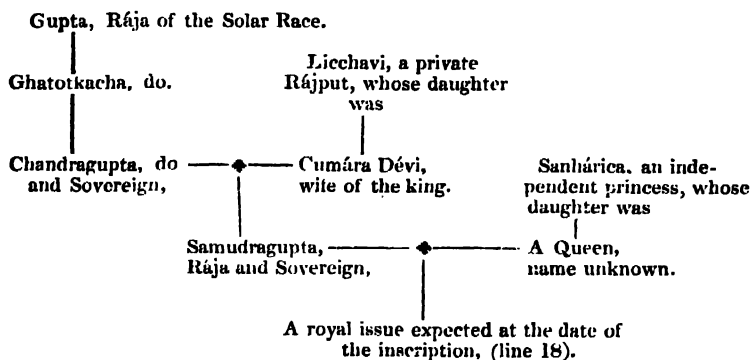 Gupta, Rája of the Solar Race.
Ghatotkacha, do.
Licchavi, a private
Rájput, whose daughter
was
Chandragupta, do
and Sovereign,
Cumára Dévi,
wife of the king.
Sanhárica, an inde-
pendent princess, whose
daughter was
Samudragupta,
Rája and Sovereign,
A Queen,
name unknown.
A royal issue expected at the date of
the inscription, (line 18).